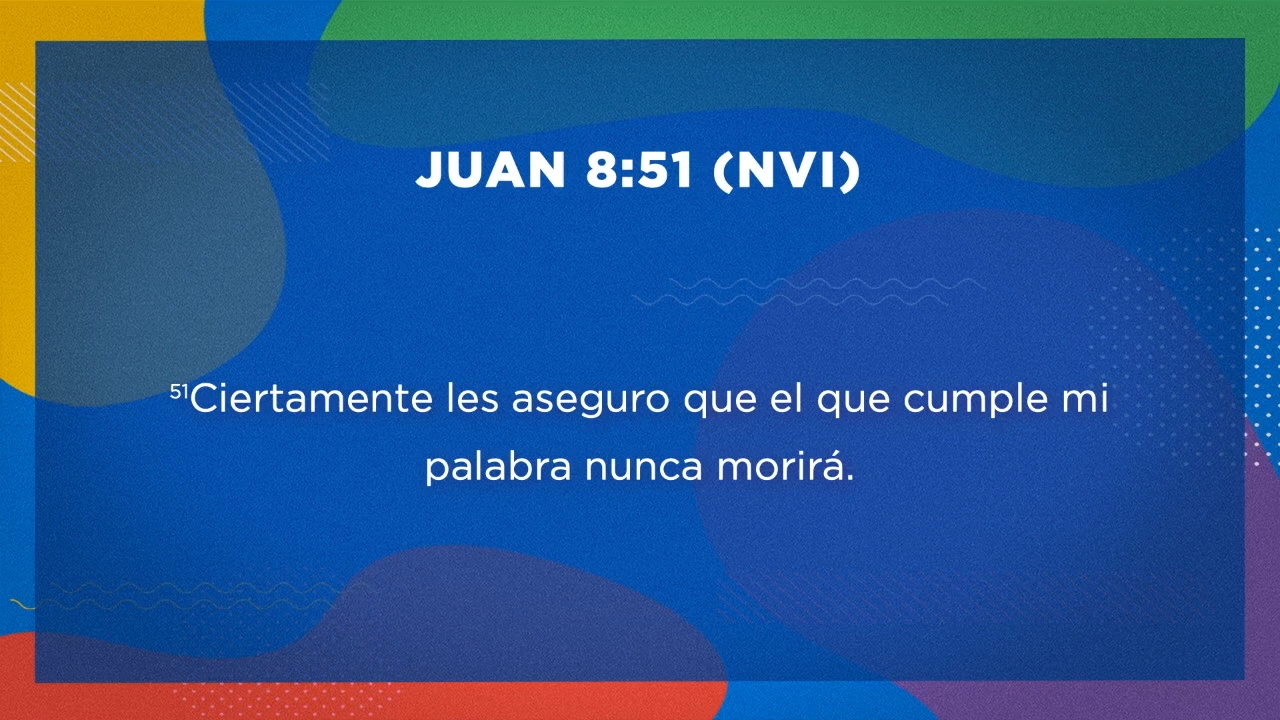 JUAN 8:51 (NVI)
⁵¹Ciertamente les aseguro que el que cumple mi
palabra nunca morirá.